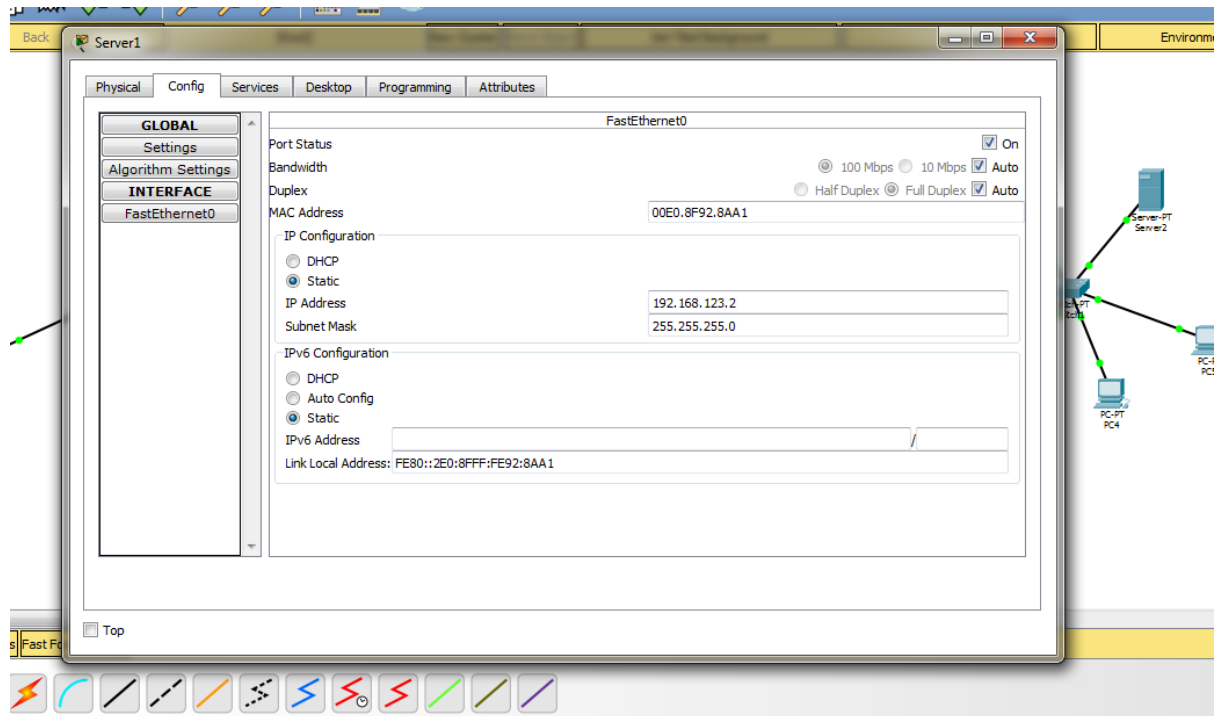 Back
Server1
Environm
Physical Config Services Desktop Programming Attributes
GLOBAL
Settings
Algorithm Settings
INTERFACE
FastEthernet0
FastEthernet0
Port Status On
Bandwidth 100 Mbps 10 Mbps Auto
Duplex Half Duplex Full Duplex Auto
MAC Address 00E0.8F92.8AA1
IP Configuration
DHCP
Static
IP Address 192.168.123.2
Subnet Mask 255.255.255.0
IPv6 Configuration
DHCP
Auto Config
Static
IPv6 Address /
Link Local Address: FE80::2E0:8FFF:FE92:8AA1
Top
Server-PT
Server2
PC5
PC-PT
PC4
s Fast Fo